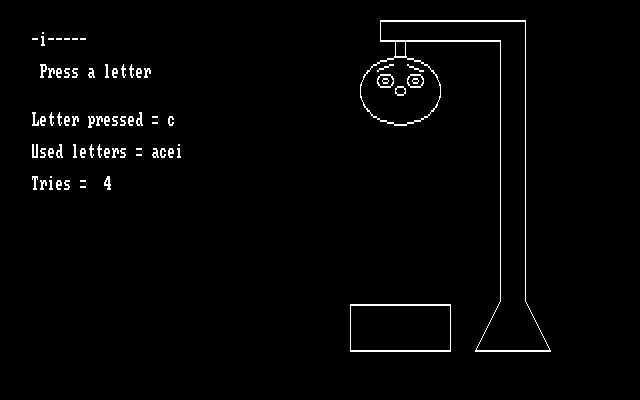 -i-----
Press a letter
Letter pressed = c
Used letters = acei
Tries =  4